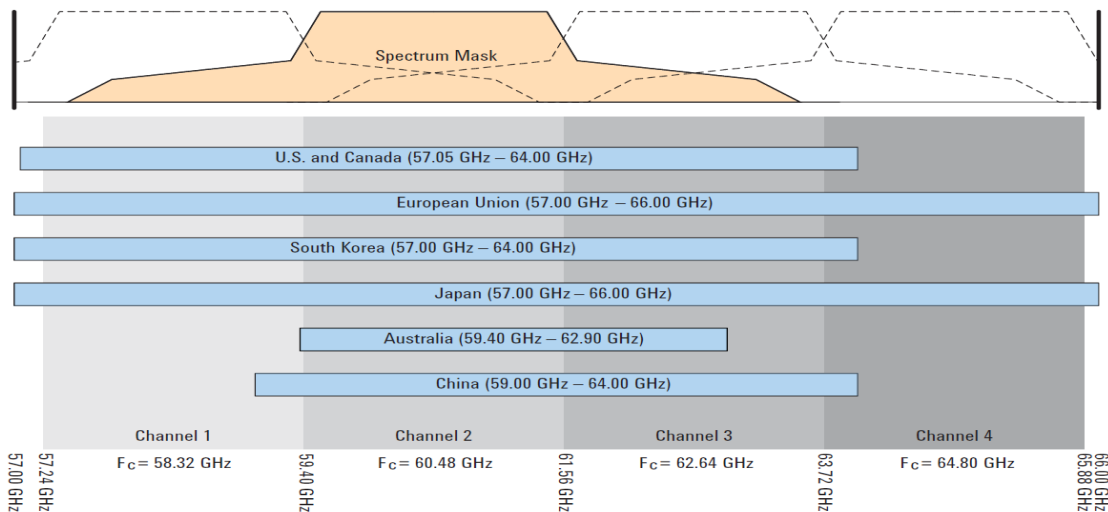 Spectrum Mask
U.S. and Canada (57.05 GHz – 64.00 GHz)
European Union (57.00 GHz – 66.00 GHz)
South Korea (57.00 GHz – 64.00 GHz)
Japan (57.00 GHz – 66.00 GHz)
Australia (59.40 GHz – 62.90 GHz)
China (59.00 GHz – 64.00 GHz)
Channel 1 Channel 2 Channel 3 Channel 4
FC = 58.32 GHz FC = 60.48 GHz FC = 62.64 GHz FC = 64.80 GHz
57.00 GHz 57.24 GHz 59.40 GHz 61.56 GHz 63.72 GHz 65.88 GHz 66.00 GHz